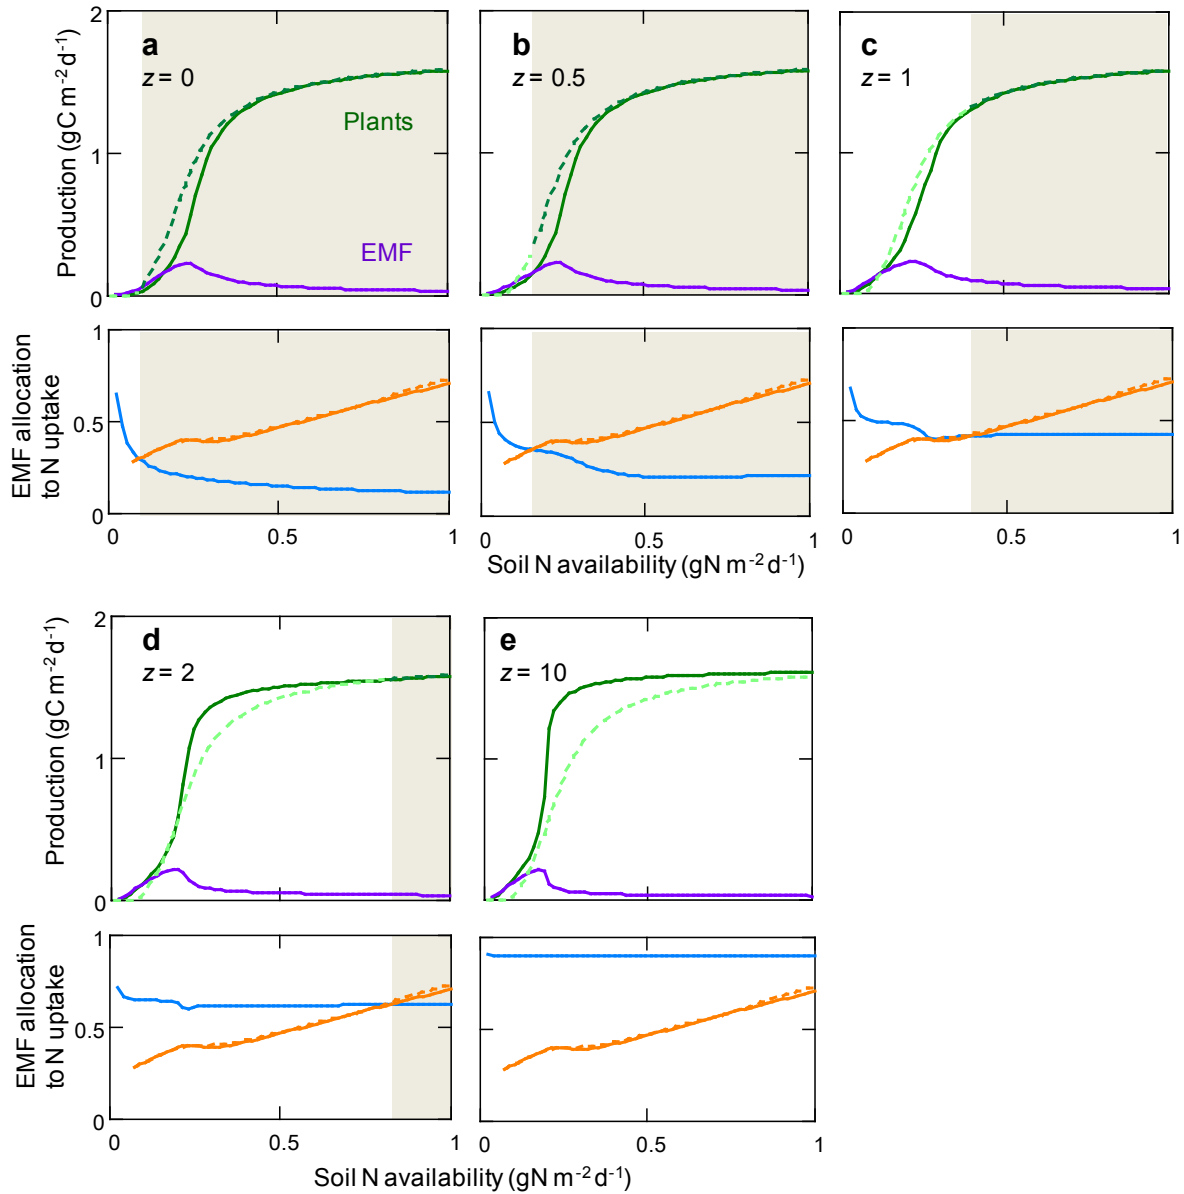 2
a
b
c
z = 0
z = 0.5
z = 1
Production (gC m⁻² d⁻¹)
Plants
1
EMF
0
1
EMF allocation
to N uptake
0.5
0
0 0.5 1
0 0.5 1
0 0.5 1
Soil N availability (gN m⁻² d⁻¹)
2
d
e
z = 2
z = 10
Production (gC m⁻² d⁻¹)
1
0
1
EMF allocation
to N uptake
0.5
0
0 0.5 1
0 0.5 1
Soil N availability (gN m⁻² d⁻¹)